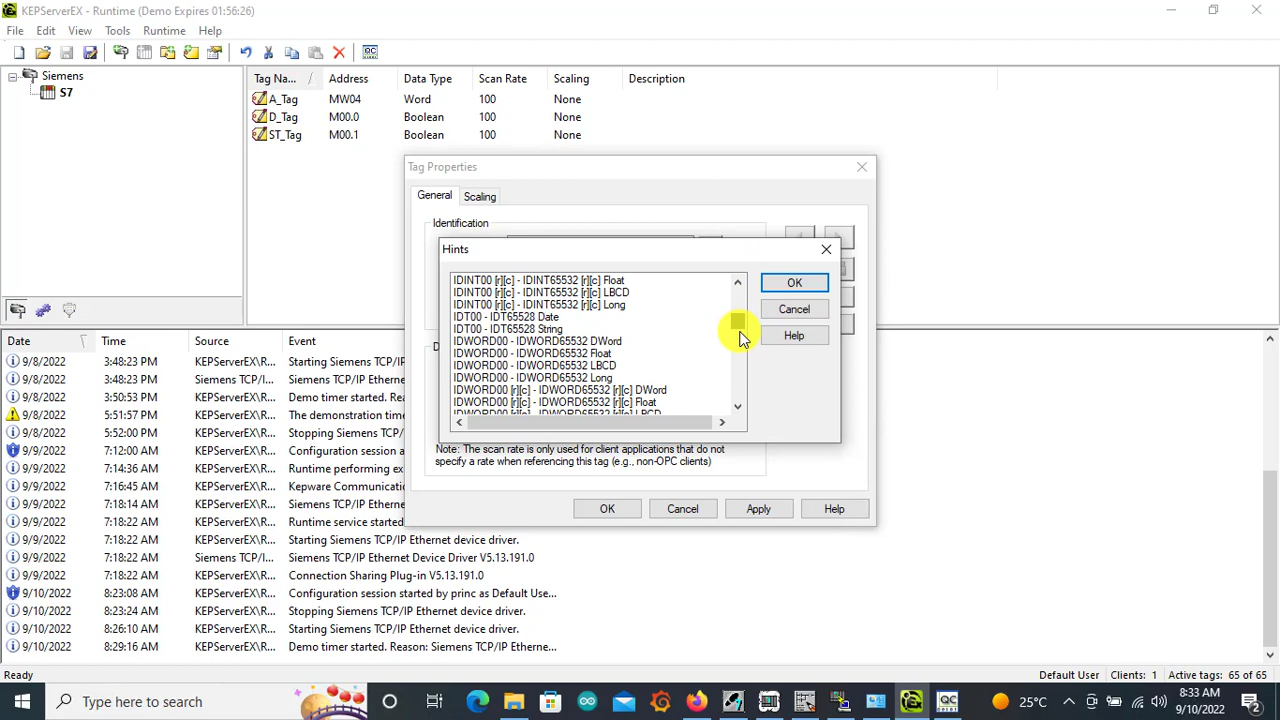 KEPServerEX - Runtime (Demo Expires 01:56:26)
File Edit View Tools Runtime Help
QC
Siemens
S7
Tag Na... Address Data Type Scan Rate Scaling Description
A_Tag MW04 Word 100 None
D_Tag M00.0 Boolean 100 None
ST_Tag M00.1 Boolean 100 None
Tag Properties
General Scaling
Identification
Hints
IDINT00 [r][c] - IDINT65532 [r][c] Float
IDINT00 [r][c] - IDINT65532 [r][c] LBCD
IDINT00 [r][c] - IDINT65532 [r][c] Long
IDT00 - IDT65528 Date
IDT00 - IDT65528 String
IDWORD00 - IDWORD65532 DWord
IDWORD00 - IDWORD65532 Float
IDWORD00 - IDWORD65532 LBCD
IDWORD00 - IDWORD65532 Long
IDWORD00 [r][c] - IDWORD65532 [r][c] DWord
IDWORD00 [r][c] - IDWORD65532 [r][c] Float
IDWORD00 [r][c] - IDWORD65532 [r][c] LBCD
OK
Cancel
Help
Note: The scan rate is only used for client applications that do not
specify a rate when referencing this tag (e.g., non-OPC clients)
OK Cancel Apply Help
Date Time Source Event
9/8/2022 3:48:23 PM KEPServerEX\R... Starting Siemens TC
9/8/2022 3:48:23 PM Siemens TCP/I... Siemens TCP/IP Eth
9/8/2022 3:50:53 PM KEPServerEX\R... Demo timer started. R
9/8/2022 5:51:57 PM KEPServerEX\R... The demonstration time
9/8/2022 5:52:00 PM KEPServerEX\R... Stopping Siemens TCP/IP
9/9/2022 7:12:00 AM KEPServerEX\R... Configuration session a
9/9/2022 7:14:36 AM KEPServerEX\R... Runtime performing ex
9/9/2022 7:16:45 AM KEPServerEX\R... Kepware Communicatio
9/9/2022 7:18:14 AM KEPServerEX\R... Stopping Siemens TCP/I
9/9/2022 7:18:22 AM KEPServerEX\R... Runtime service started
9/9/2022 7:18:22 AM KEPServerEX\R... Starting Siemens TCP/IP Ethernet device driver.
9/9/2022 7:18:22 AM Siemens TCP/I... Siemens TCP/IP Ethernet Device Driver V5.13.191.0
9/9/2022 7:18:22 AM KEPServerEX\R... Connection Sharing Plug-in V5.13.191.0
9/10/2022 8:23:08 AM KEPServerEX\R... Configuration session started by princ as Default Use...
9/10/2022 8:23:24 AM KEPServerEX\R... Stopping Siemens TCP/IP Ethernet device driver.
9/10/2022 8:26:10 AM KEPServerEX\R... Starting Siemens TCP/IP Ethernet device driver.
9/10/2022 8:29:16 AM KEPServerEX\R... Demo timer started. Reason: Siemens TCP/IP Ethernet...
Ready Default User Clients: 1 Active tags: 65 of 65
Type here to search 25°C 8:33 AM
9/10/2022 2